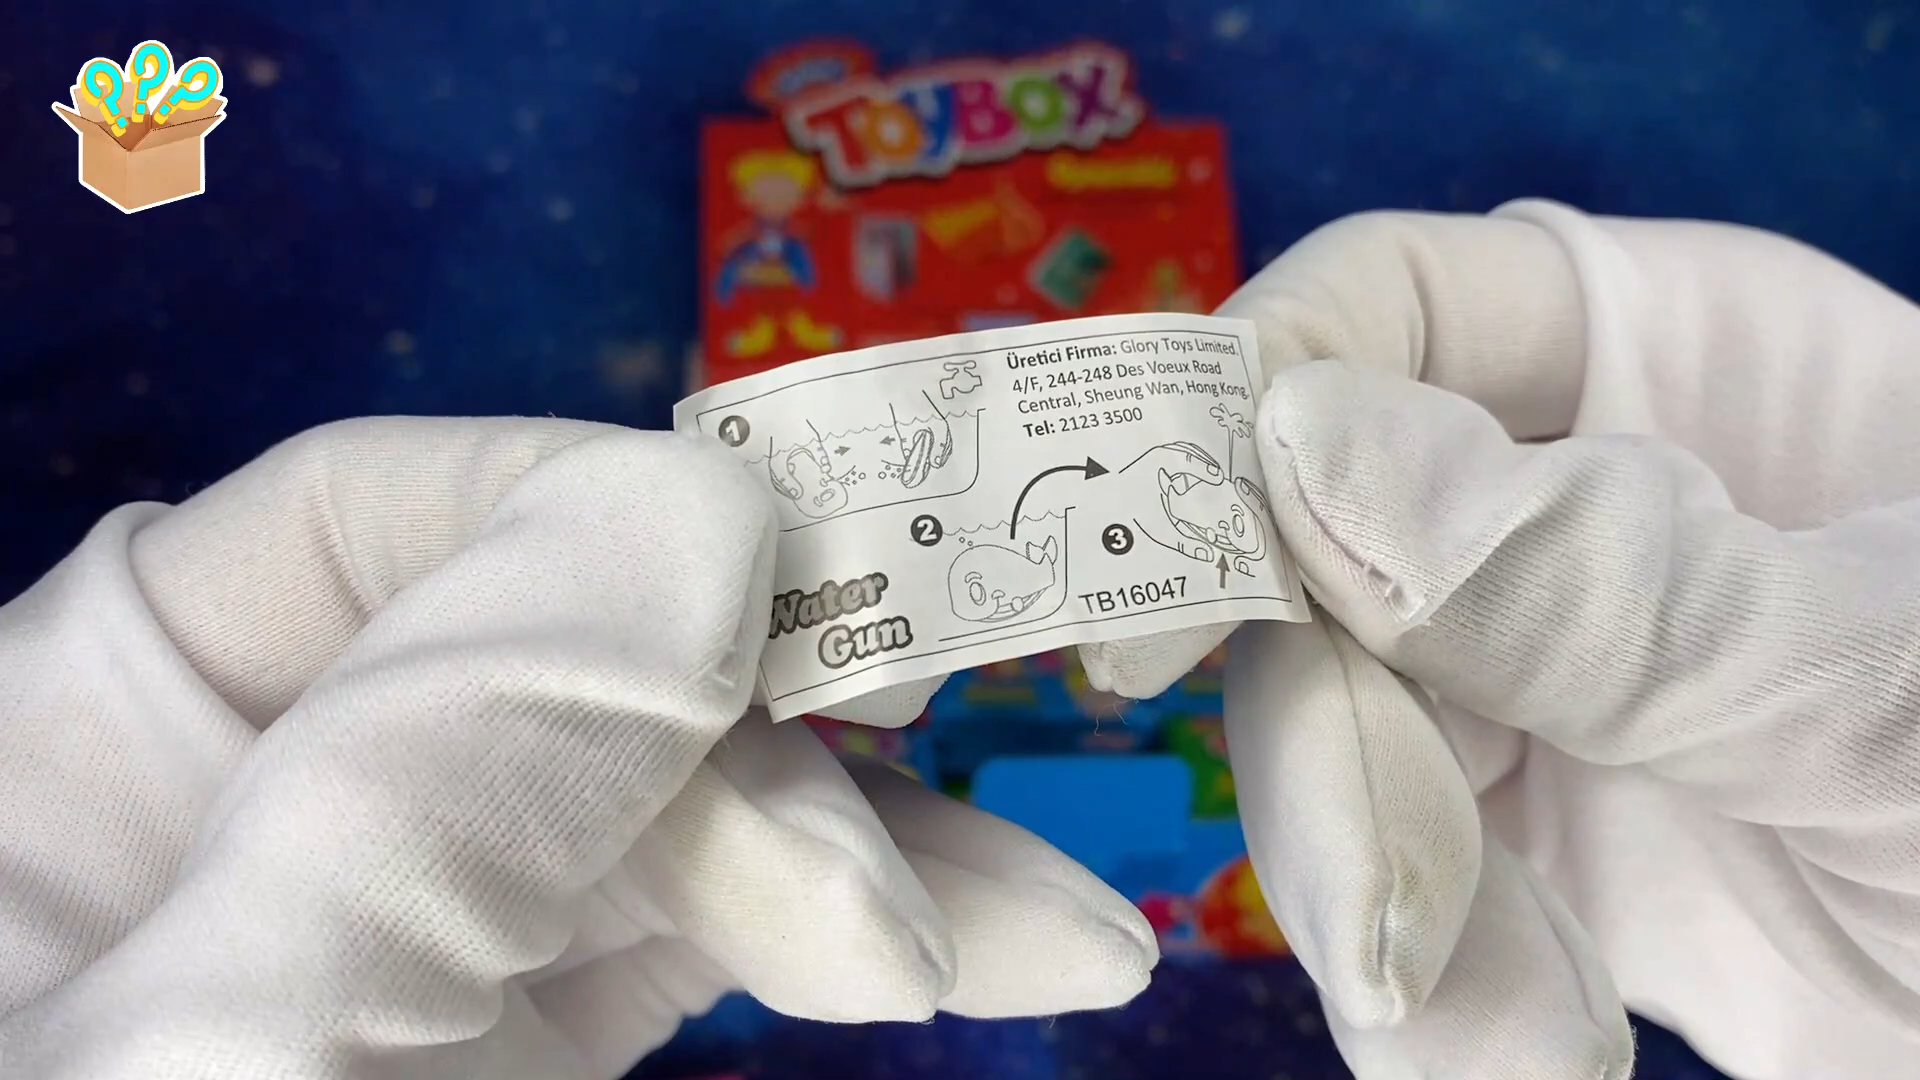 ToyBox
1
Üretici Firma: Glory Toys Limited.
4/F, 244-248 Des Voeux Road
Central, Sheung Wan, Hong Kong.
Tel: 2123 3500
2
3
Water
Gun
TB16047
? ? ?